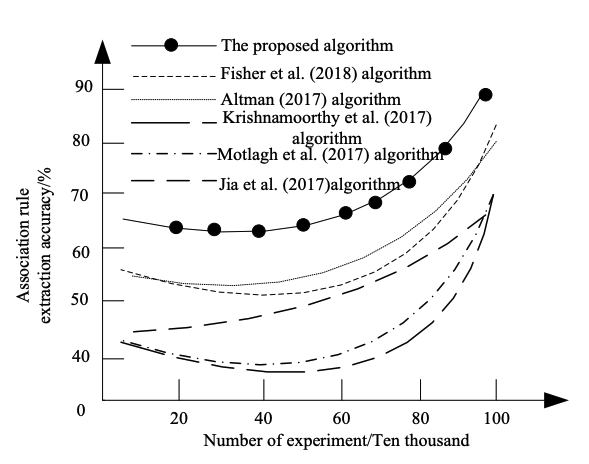 The proposed algorithm
Fisher et al. (2018) algorithm
Altman (2017) algorithm
Krishnamoorthy et al. (2017)
algorithm
Motlagh et al. (2017) algorithm
Jia et al. (2017)algorithm
Association rule
extraction accuracy/%
90
80
70
60
50
40
0
20 40 60 80 100
Number of experiment/Ten thousand